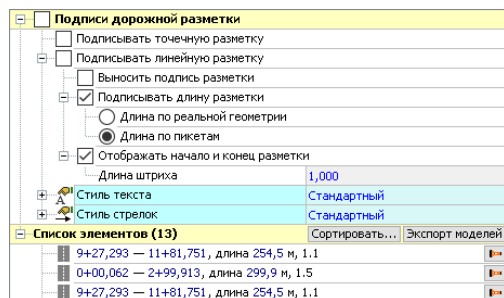 Подписи дорожной разметки
Подписывать точечную разметку
Подписывать линейную разметку
Выносить подпись разметки
Подписывать длину разметки
Длина по реальной геометрии
Длина по пикетам
Отображать начало и конец разметки
Длина штриха 1,000
Стиль текста Стандартный
Стиль стрелок Стандартный
Список элементов (13) Сортировать... Экспорт моделей
9+27,293 — 11+81,751, длина 254,5 м, 1.1
0+00,062 — 2+99,913, длина 299,9 м, 1.5
9+27,293 — 11+81,751, длина 254,5 м, 1.1